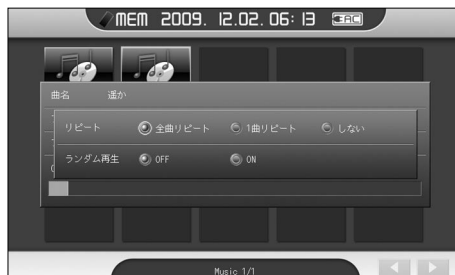 MEM 2009. 12.02. 06:13 AC
曲名 遥か
リピート 全曲リピート 1曲リピート しない
ランダム再生 OFF ON
Music 1/1